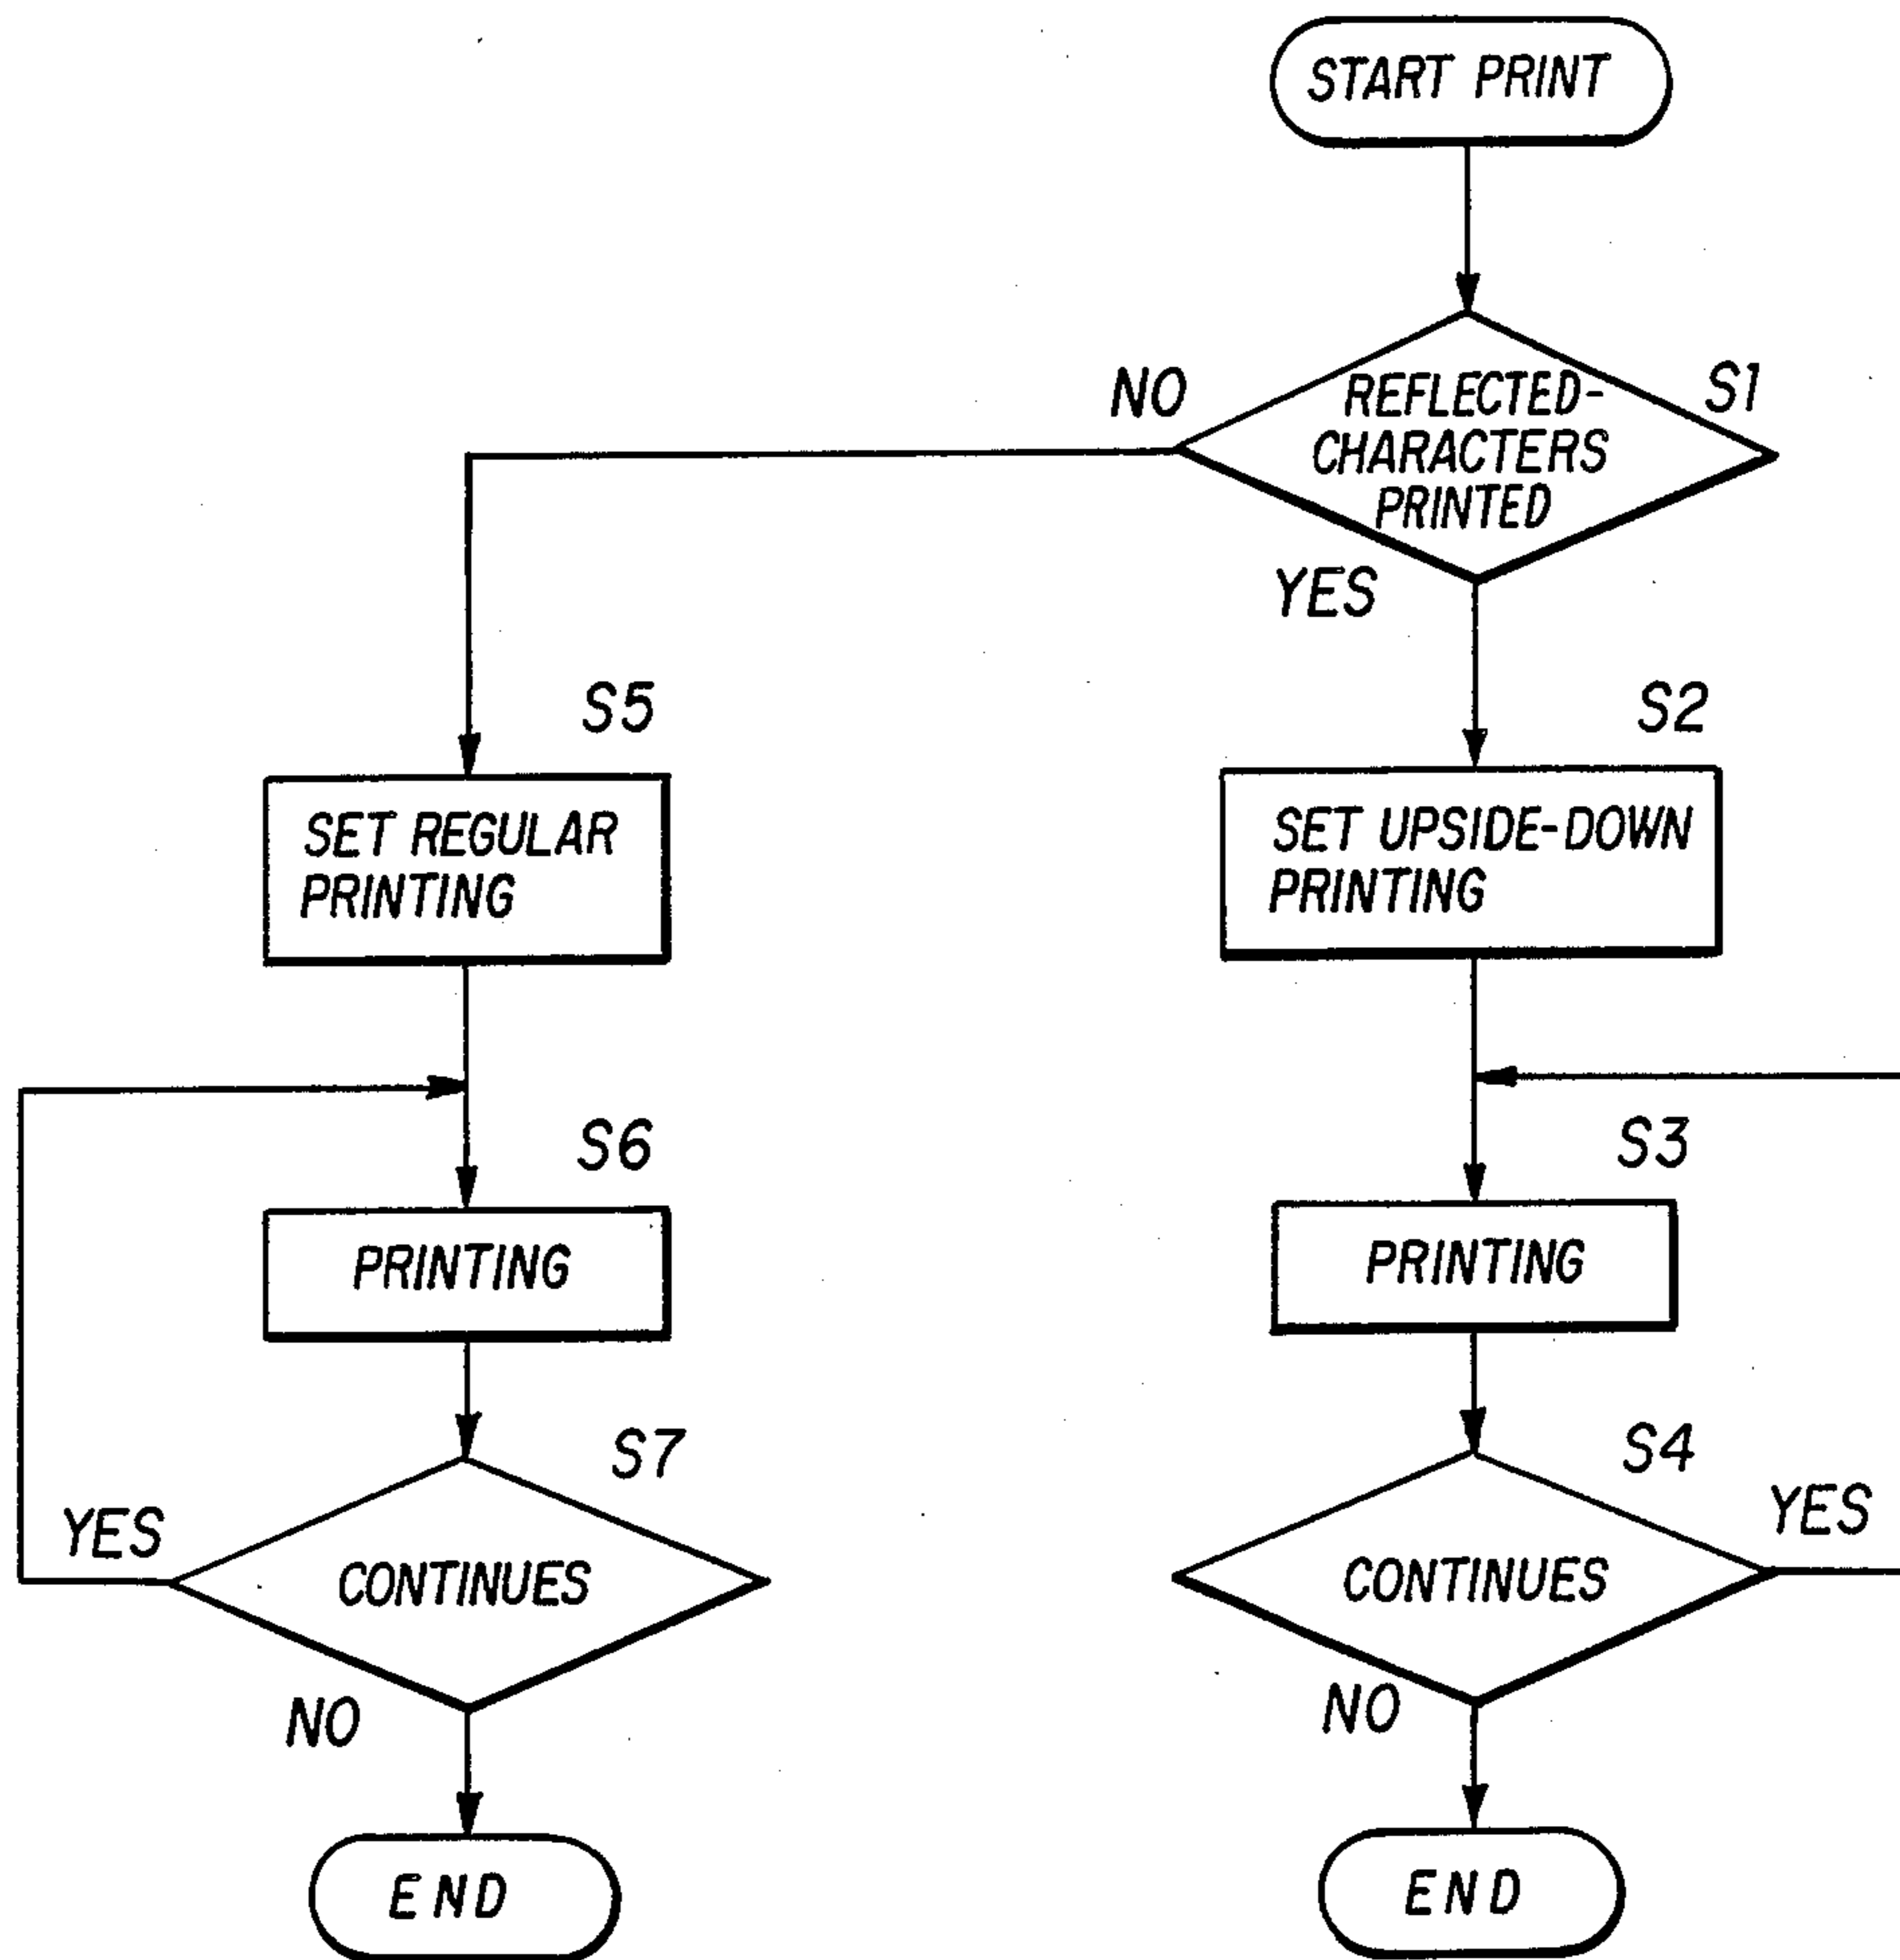 START PRINT
NO
REFLECTED-
CHARACTERS
PRINTED
S1
YES
S5
S2
SET REGULAR
PRINTING
SET UPSIDE-DOWN
PRINTING
S6
S3
PRINTING
PRINTING
S7
S4
YES
CONTINUES
CONTINUES
YES
NO
NO
END
END